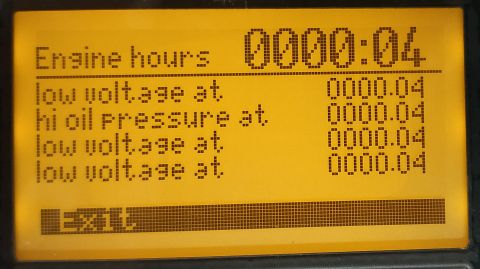 Engine hours 0000:04
low voltage at 0000.04
hi oil pressure at 0000.04
low voltage at 0000.04
low voltage at 0000.04
Exit